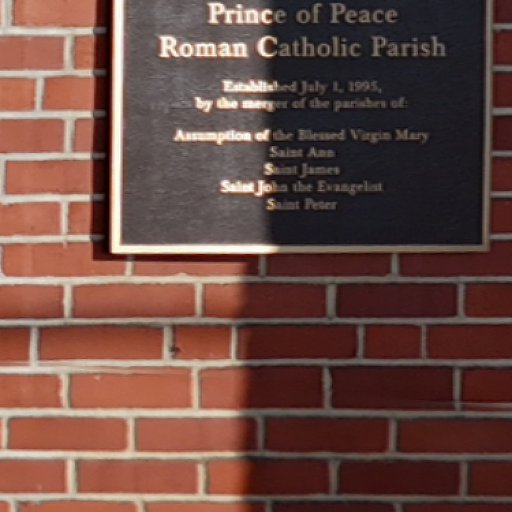 Prince of Peace
Roman Catholic Parish
Established July 1, 1995,
by the merger of the parishes of:
Assumption of the Blessed Virgin Mary
Saint Ann
Saint James
Saint John the Evangelist
Saint Peter